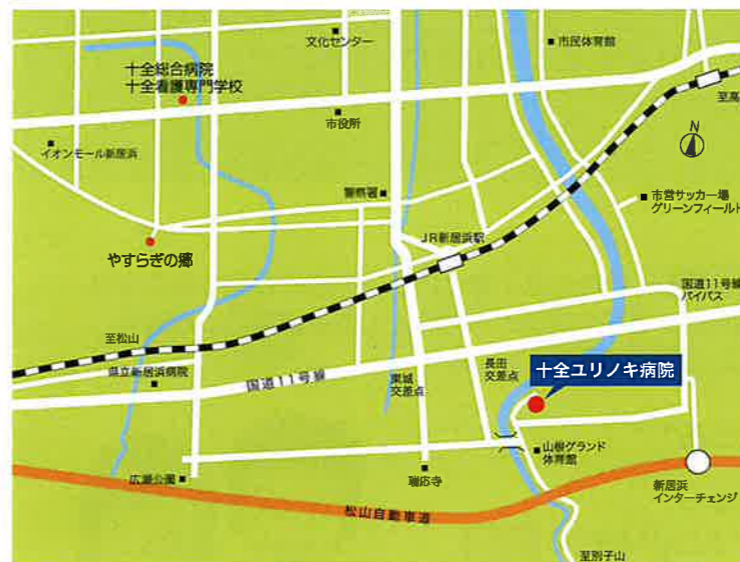 文化センター
市民体育館
十全総合病院
十全看護専門学校
至高
市役所
イオンモール新居浜
N
警察署
市営サッカー場
グリーンフィールド
JR新居浜駅
やすらぎの郷
国道11号線
バイパス
至松山
県立新居浜病院
国道11号線
東城
交差点
長田
交差点
十全ユリノキ病院
山根グランド
体育館
広瀬公園
瑞応寺
新居浜
インターチェンジ
松山自動車道
至別子山